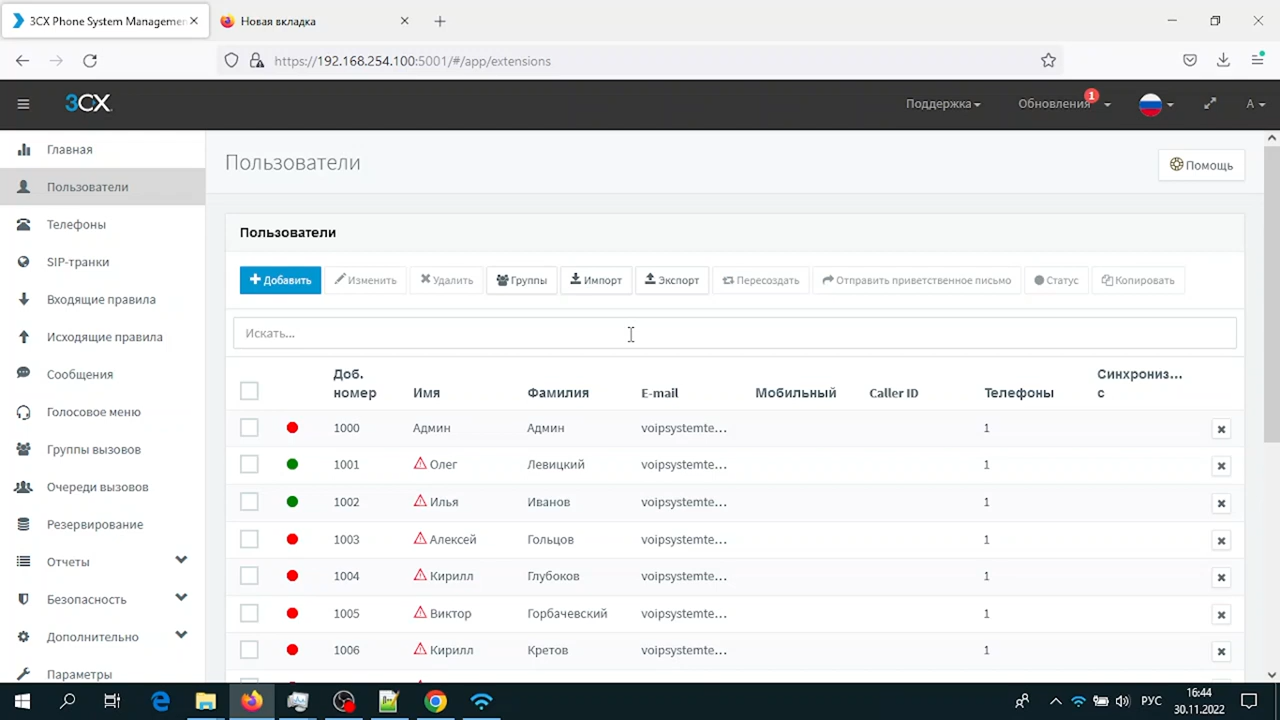 3CX Phone System Managemen
Новая вкладка
https://192.168.254.100:5001/#/app/extensions
3CX
Поддержка
Обновления
1
A
Главная
Пользователи
Телефоны
SIP-транки
Входящие правила
Исходящие правила
Сообщения
Голосовое меню
Группы вызовов
Очереди вызовов
Резервирование
Отчеты
Безопасность
Дополнительно
Параметры
Пользователи
Помощь
Пользователи
Добавить Изменить Удалить Группы Импорт Экспорт Пересоздать Отправить приветственное письмо Статус Копировать
Искать...
Доб. номер Имя Фамилия E-mail Мобильный Caller ID Телефоны Синхрониз... с
1000 Админ Админ voipsystemte... 1
1001 Олег Левицкий voipsystemte... 1
1002 Илья Иванов voipsystemte... 1
1003 Алексей Гольцов voipsystemte... 1
1004 Кирилл Глубоков voipsystemte... 1
1005 Виктор Горбачевский voipsystemte... 1
1006 Кирилл Кретов voipsystemte... 1
РУС
16:44
30.11.2022